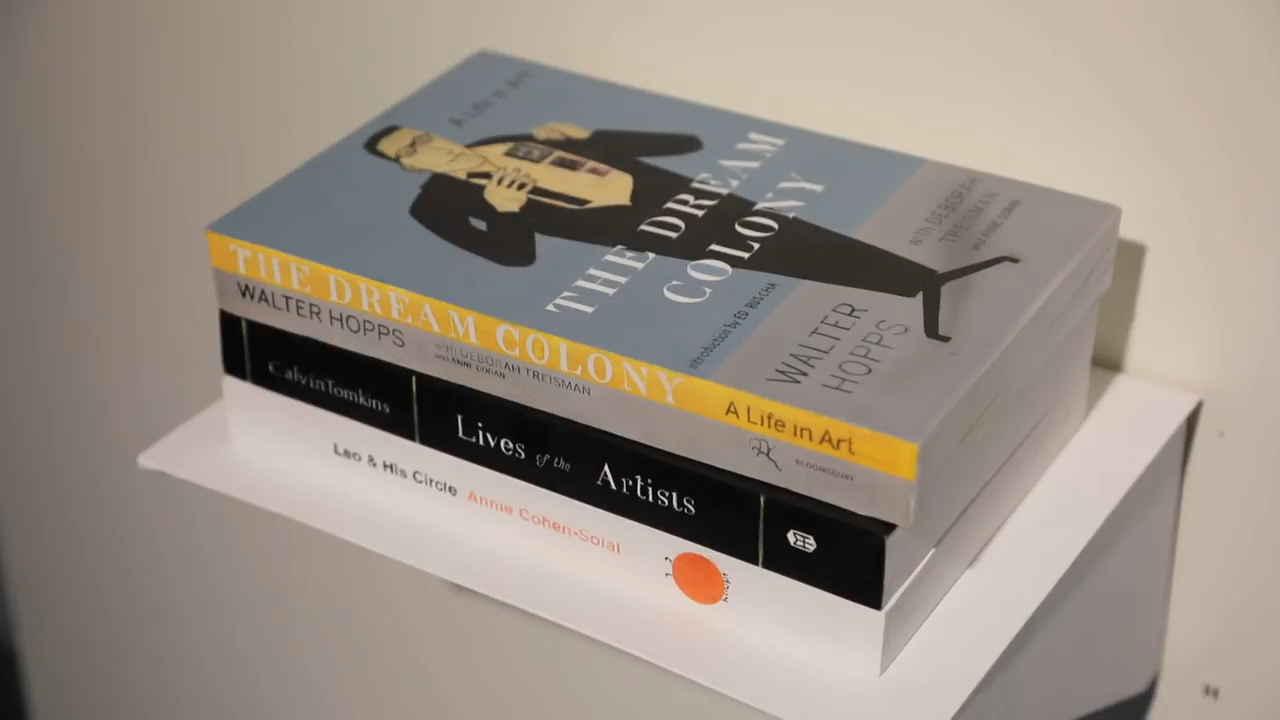 A Life in Art
THE DREAM
COLONY
with DEBORAH
TREISMAN
and ANNE DORAN
introduction by ED RUSCHA
WALTER
HOPPS
THE DREAM COLONY
A Life in Art
WALTER HOPPS
with DEBORAH TREISMAN
and ANNE DORAN
BLOOMSBURY
Calvin Tomkins
Lives of the Artists
Leo & His Circle Annie Cohen-Solal